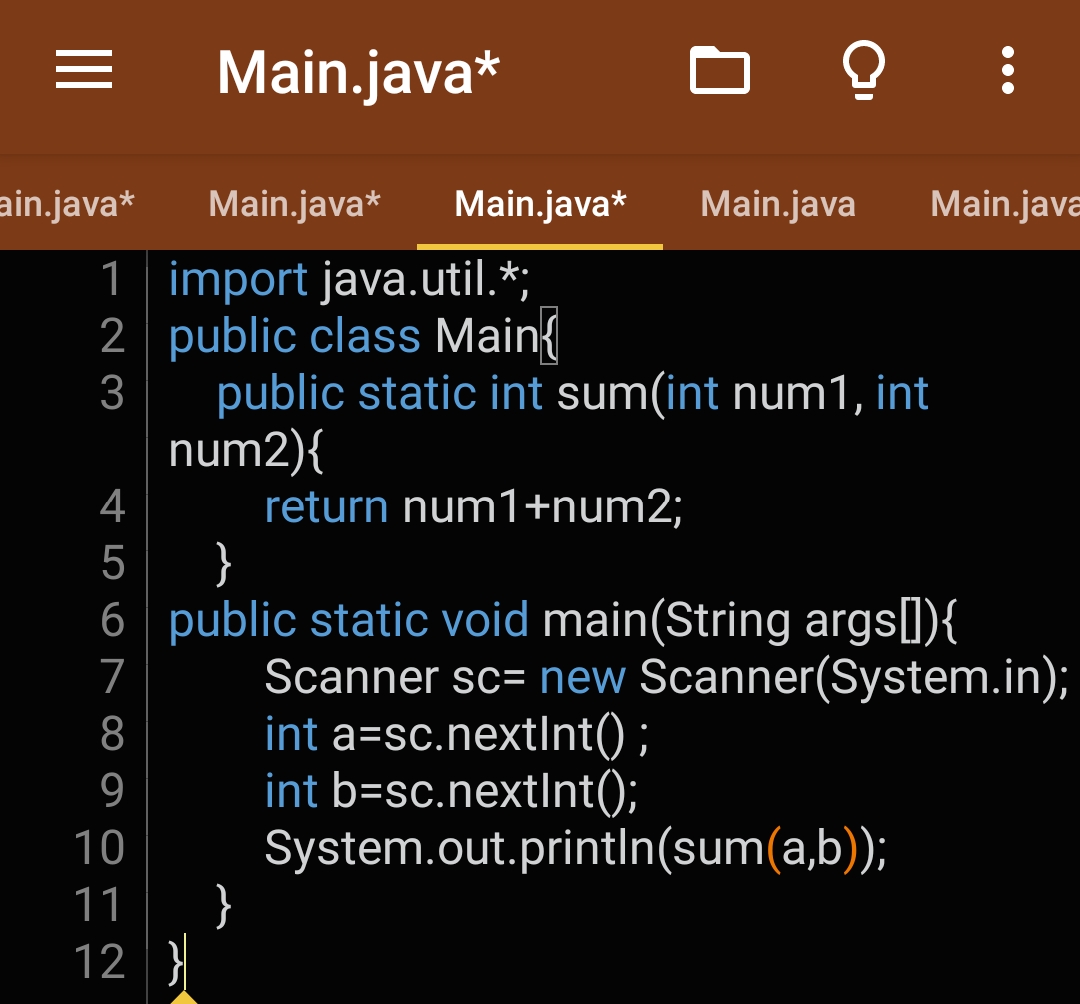 Main.java*
ain.java* Main.java* Main.java* Main.java Main.java
1 import java.util.*;
2 public class Main{
3 public static int sum(int num1, int
num2){
4 return num1+num2;
5 }
6 public static void main(String args[]){
7 Scanner sc= new Scanner(System.in);
8 int a=sc.nextInt() ;
9 int b=sc.nextInt();
10 System.out.println(sum(a,b));
11 }
12 }